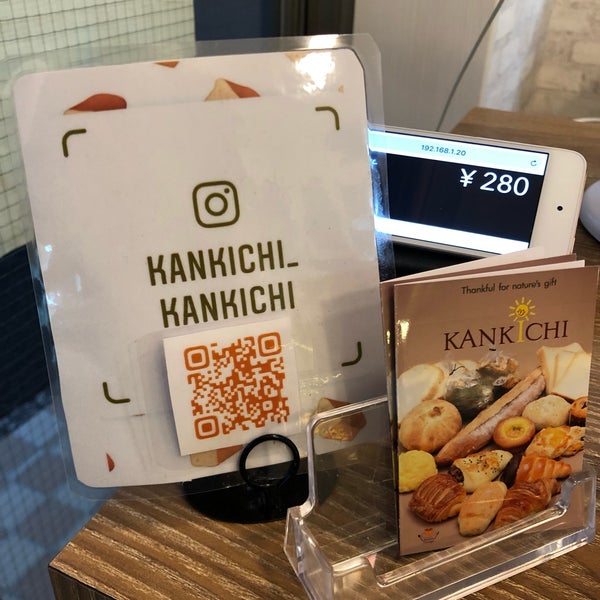 KANKICHI_
KANKICHI
192.168.1.20
¥ 280
Thankful for nature's gift
KANKICHI